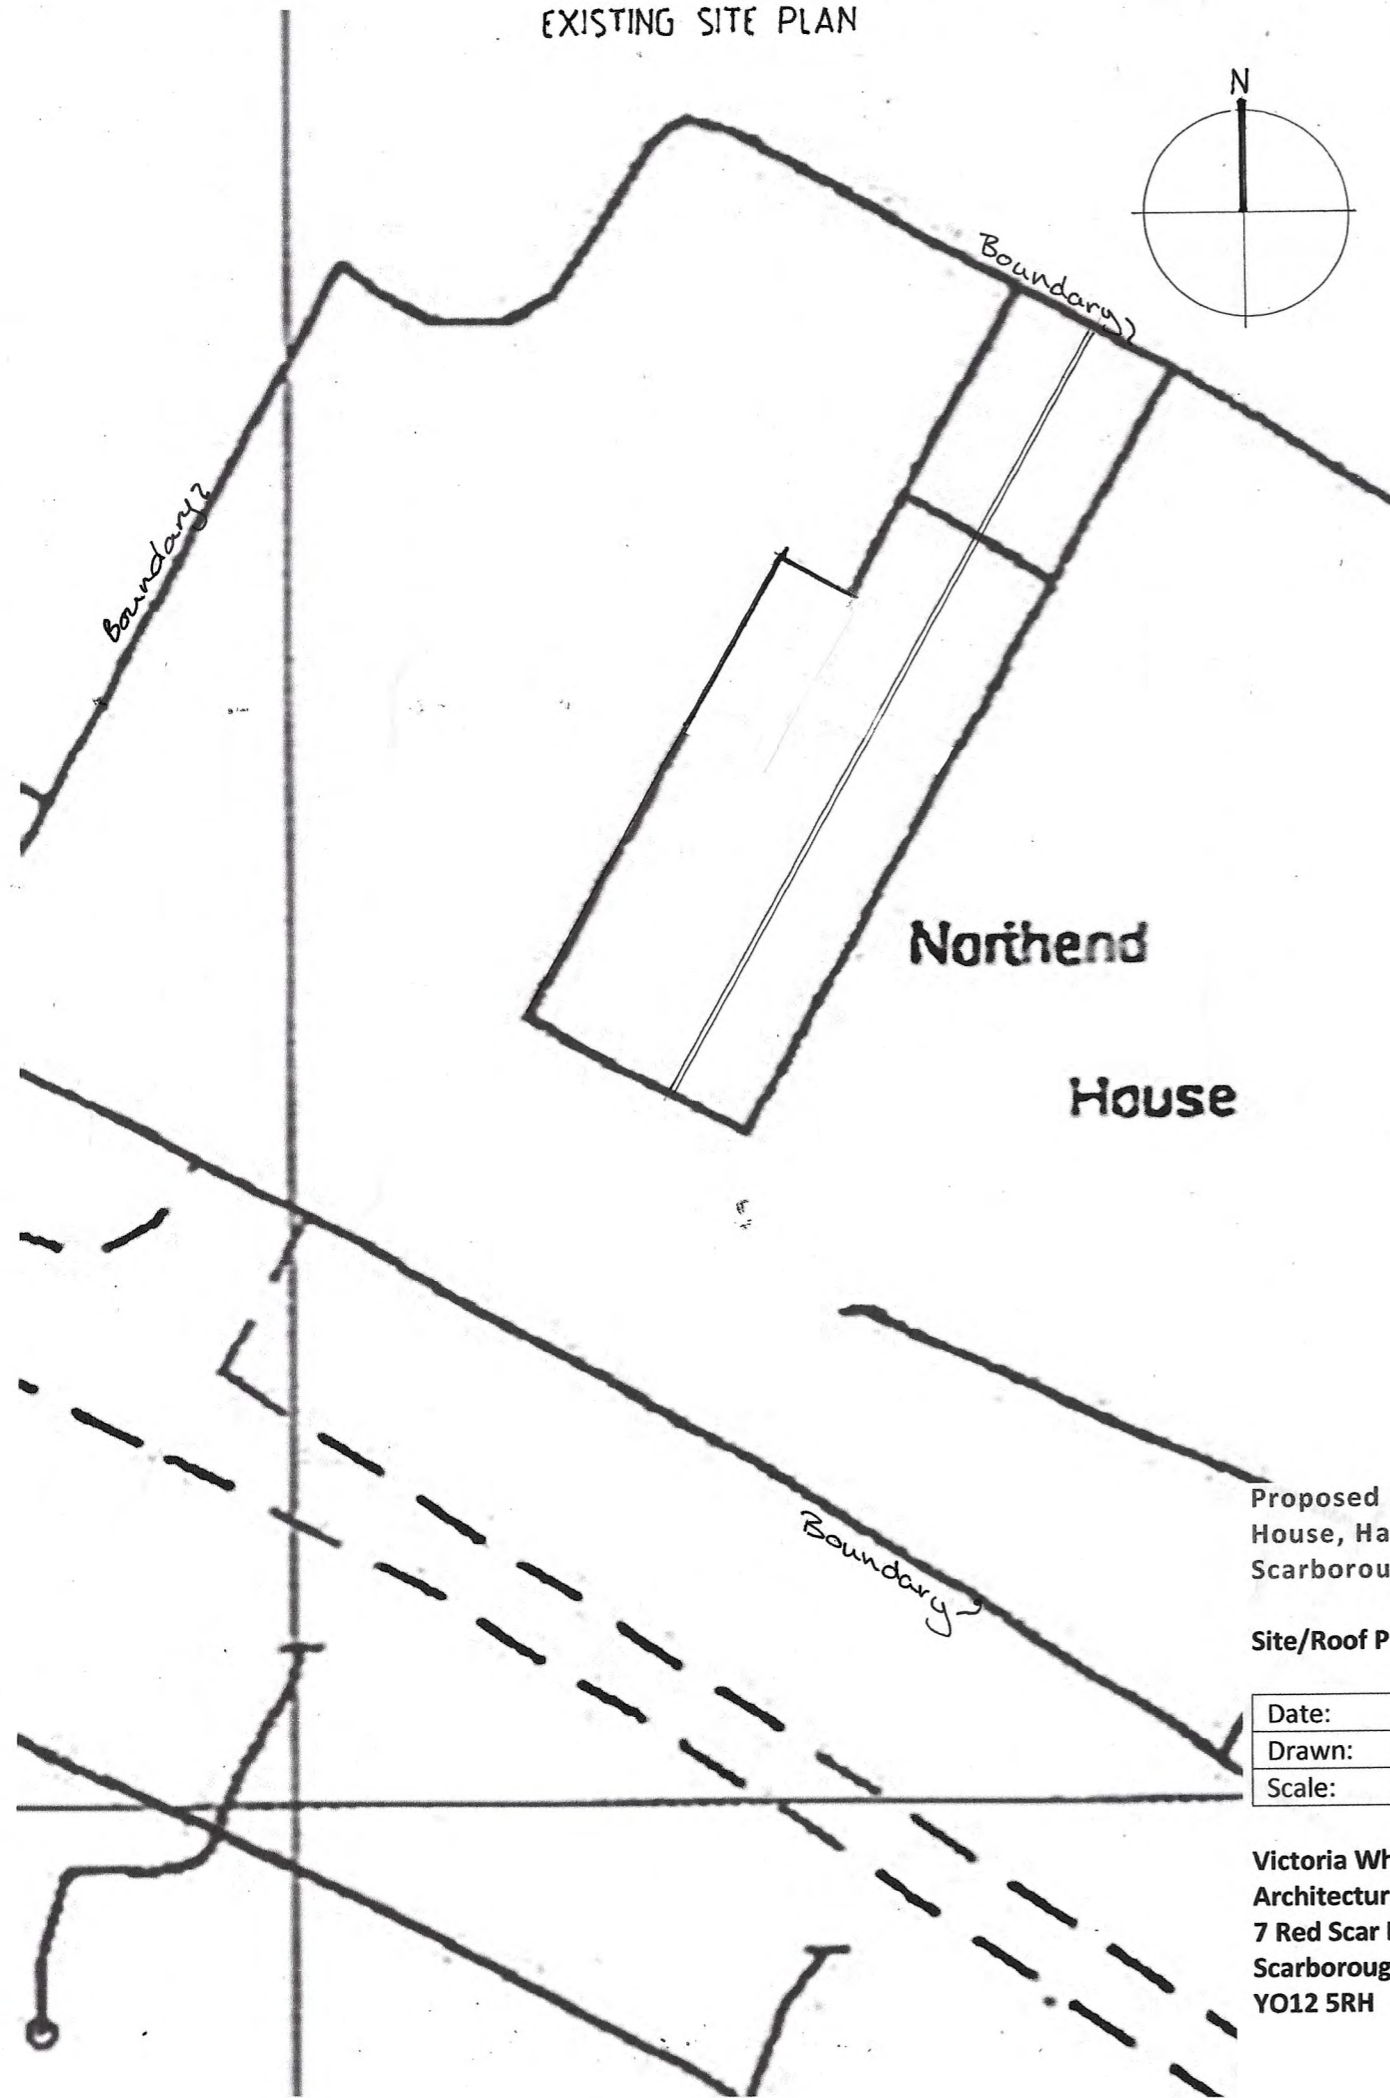 EXISTING SITE PLAN
N
Boundary
Boundary
Northend
House
Boundary
Proposed
House, Ha
Scarborou
Site/Roof P
Date:
Drawn:
Scale:
Victoria Wh
Architectur
7 Red Scar
Scarboroug
YO12 5RH